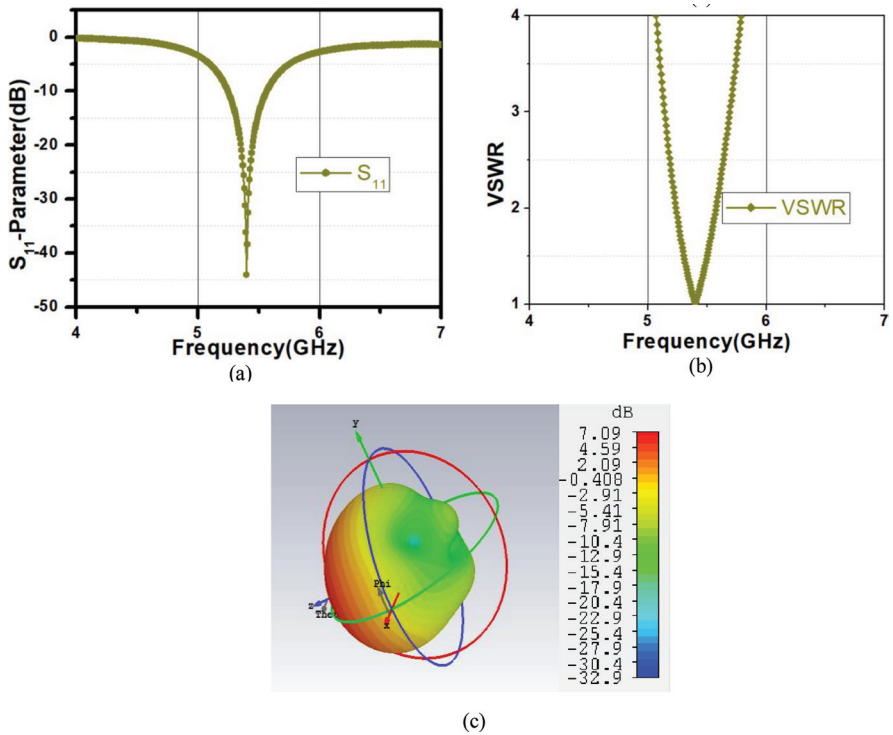 0
-10
-20
-30
-40
-50
S11-Parameter(dB)
S11
4 5 6 7
Frequency(GHz)
(a)
4
3
2
1
VSWR
VSWR
4 5 6 7
Frequency(GHz)
(b)
dB
7.09
4.59
2.09
-0.408
-2.91
-5.41
-7.91
-10.4
-12.9
-15.4
-17.9
-20.4
-22.9
-25.4
-27.9
-30.4
-32.9
y
Phi
z
x
(c)